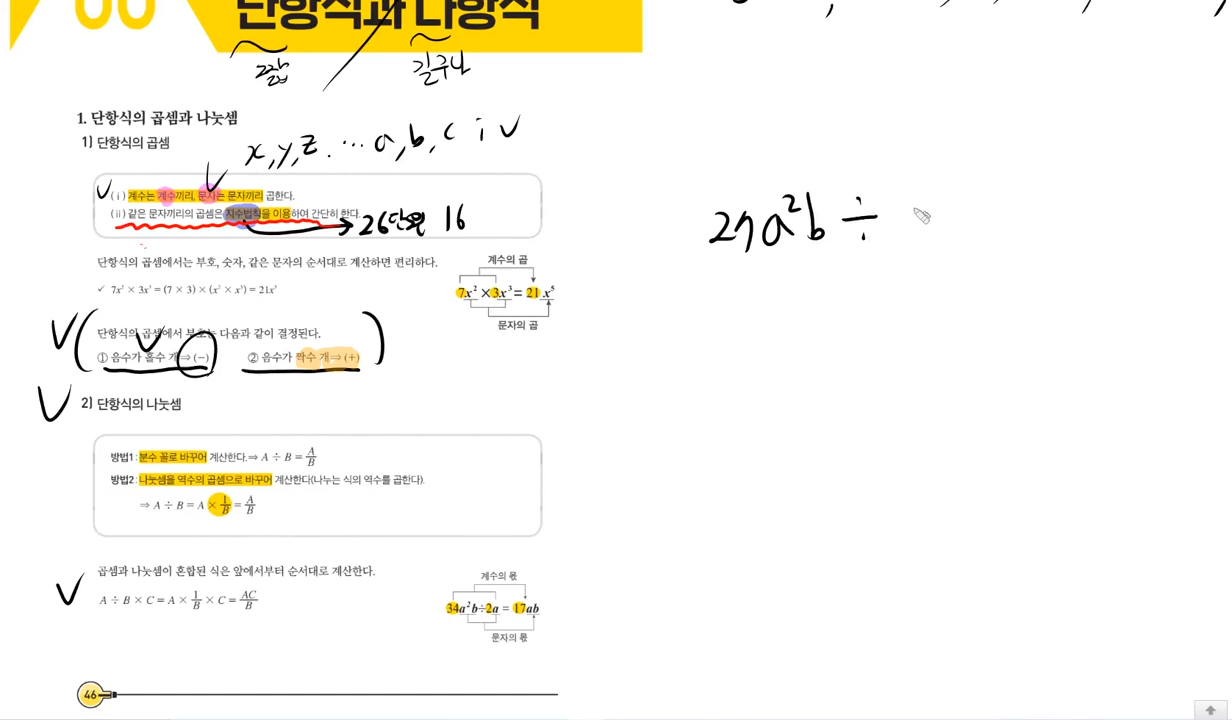 단항식과 다항식
1. 단항식의 곱셈과 나눗셈
1) 단항식의 곱셈
x, y, z. … a, b, c
(ⅰ) 계수는 계수끼리, 문자는 문자끼리 곱한다.
(ⅱ) 같은 문자끼리의 곱셈은 지수법칙을 이용하여 간단히 한다.
26단원 16
단항식의 곱셈에서는 부호, 숫자, 같은 문자의 순서대로 계산하면 편리하다.
✓ 7x² × 3x³ = (7 × 3) × (x² × x³) = 21x⁵
계수의 곱
7x² × 3x³ = 21 x⁵
문자의 곱
단항식의 곱셈에서 부호는 다음과 같이 결정된다.
① 음수가 홀수 개⇒(−) ② 음수가 짝수 개⇒(+)
2) 단항식의 나눗셈
방법1: 분수 꼴로 바꾸어 계산한다.⇒ A ÷ B = A/B
방법2: 나눗셈을 역수의 곱셈으로 바꾸어 계산한다(나누는 식의 역수를 곱한다).
⇒ A ÷ B = A × 1/B = A/B
곱셈과 나눗셈이 혼합된 식은 앞에서부터 순서대로 계산한다.
A ÷ B × C = A × 1/B × C = AC/B
계수의 몫
34a²b÷2a = 17ab
문자의 몫
46
27a²b ÷